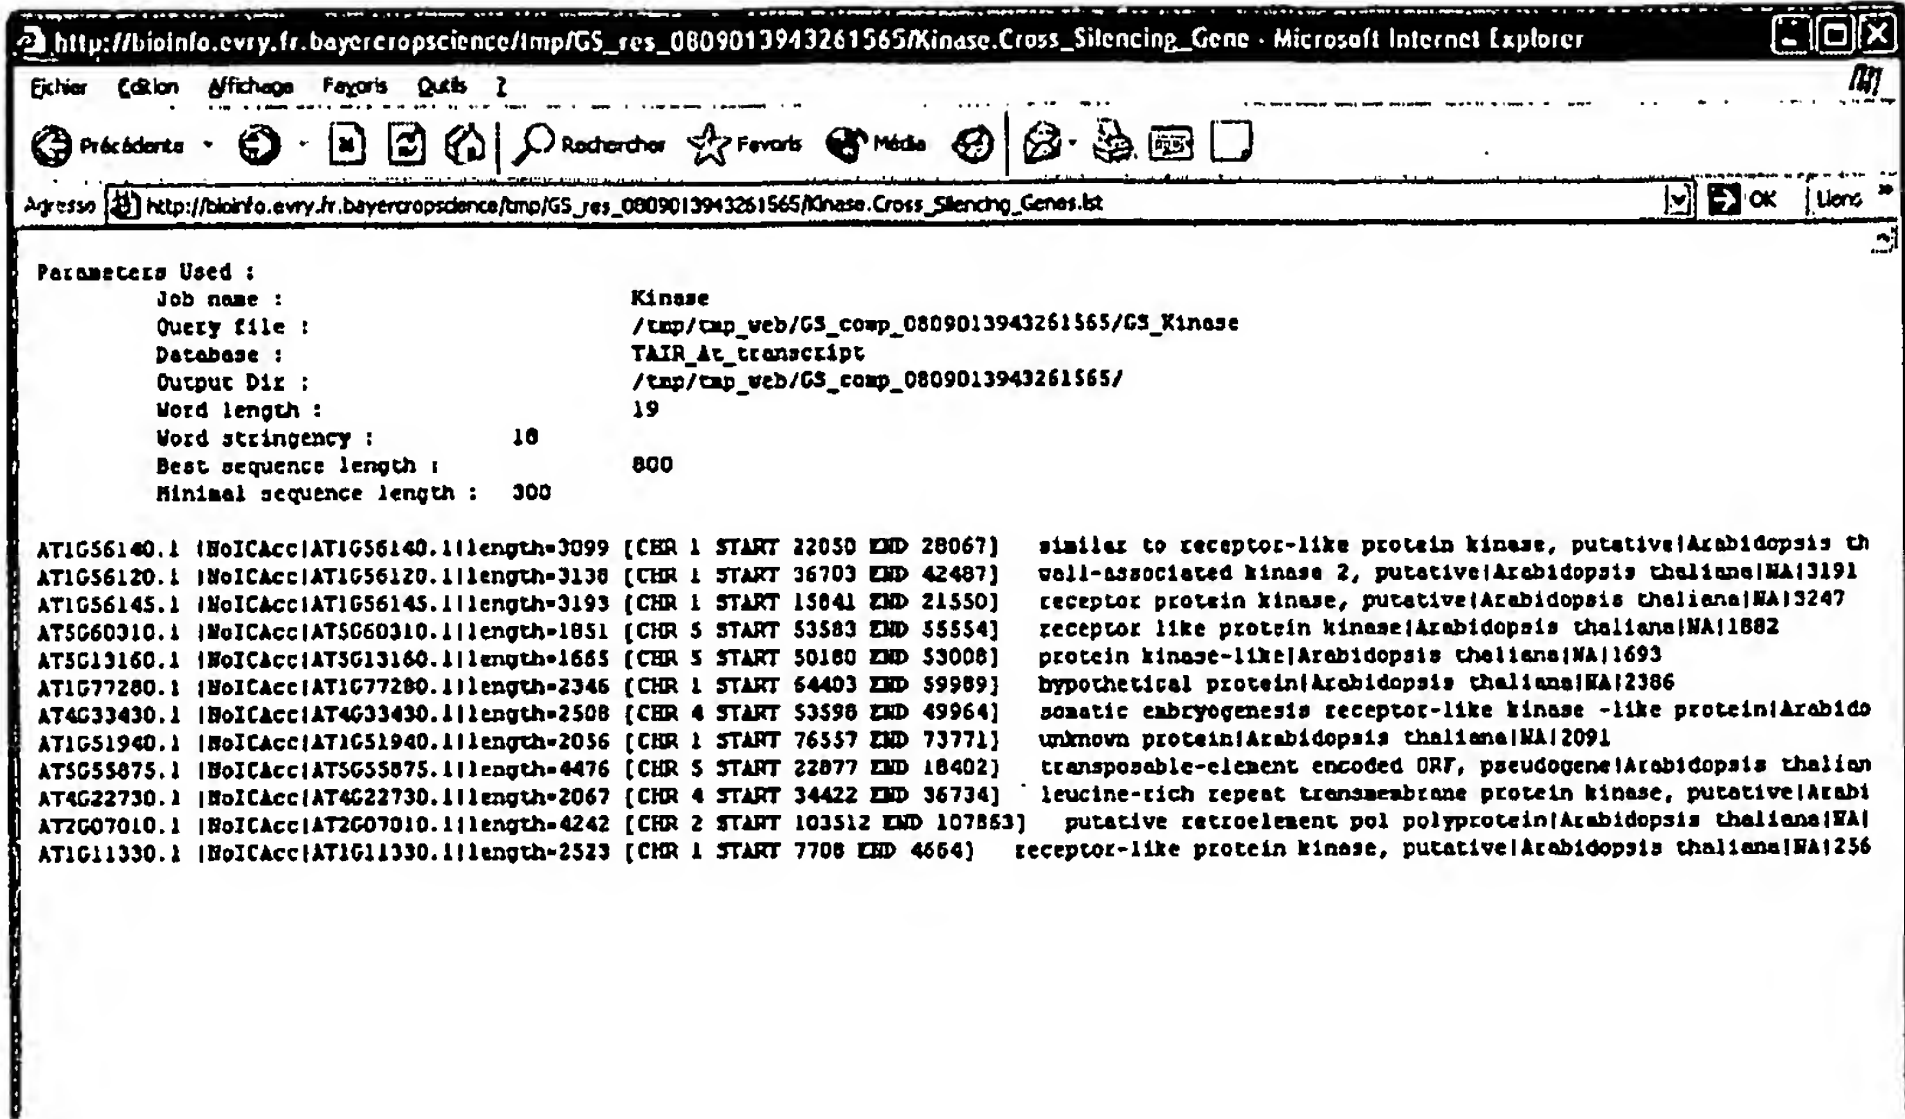 http://bioinfo.evry.fr.bayercropscience/tmp/GS_res_0809013943261565/Kinase.Cross_Silencing_Gene - Microsoft Internet Explorer
Fichier Edition Affichage Favoris Outils ?
Précédente Rechercher Favoris Média
Adresse http://bioinfo.evry.fr.bayercropscience/tmp/GS_res_0809013943261565/Kinase.Cross_Silencing_Genes.lst OK Liens »
Parameters Used :
Job name : Kinase
Query file : /tmp/tmp_web/GS_comp_0809013943261565/GS_Kinase
Database : TAIR_At_transcript
Output Dir : /tmp/tmp_web/GS_comp_0809013943261565/
Word length : 19
Word stringency : 18
Best sequence length : 800
Minimal sequence length : 300
AT1G56140.1 |NoICAcc|AT1G56140.1|length=3099 [CHR 1 START 22050 END 28067] similar to receptor-like protein kinase, putative|Arabidopsis th
AT1G56120.1 |NoICAcc|AT1G56120.1|length=3138 [CHR 1 START 36703 END 42487] wall-associated kinase 2, putative|Arabidopsis thaliana|NA|3191
AT1G56145.1 |NoICAcc|AT1G56145.1|length=3193 [CHR 1 START 15841 END 21550] receptor protein kinase, putative|Arabidopsis thaliana|NA|3247
AT5G60310.1 |NoICAcc|AT5G60310.1|length=1851 [CHR 5 START 53583 END 55554] receptor like protein kinase|Arabidopsis thaliana|NA|1882
AT5G13160.1 |NoICAcc|AT5G13160.1|length=1665 [CHR 5 START 50180 END 53008] protein kinase-like|Arabidopsis thaliana|NA|1693
AT1G77280.1 |NoICAcc|AT1G77280.1|length=2346 [CHR 1 START 64403 END 59989] hypothetical protein|Arabidopsis thaliana|NA|2386
AT4G33430.1 |NoICAcc|AT4G33430.1|length=2508 [CHR 4 START 53598 END 49964] somatic embryogenesis receptor-like kinase -like protein|Arabido
AT1G51940.1 |NoICAcc|AT1G51940.1|length=2056 [CHR 1 START 76557 END 73771] unknown protein|Arabidopsis thaliana|NA|2091
AT5G55875.1 |NoICAcc|AT5G55875.1|length=4476 [CHR 5 START 22877 END 18402] transposable-element encoded ORF, pseudogene|Arabidopsis thalian
AT4G22730.1 |NoICAcc|AT4G22730.1|length=2067 [CHR 4 START 34422 END 36734] leucine-rich repeat transmembrane protein kinase, putative|Arabi
AT2G07010.1 |NoICAcc|AT2G07010.1|length=4242 [CHR 2 START 103512 END 107863] putative retroelement pol polyprotein|Arabidopsis thaliana|NA|
AT1G11330.1 |NoICAcc|AT1G11330.1|length=2523 [CHR 1 START 7708 END 4664] receptor-like protein kinase, putative|Arabidopsis thaliana|NA|256